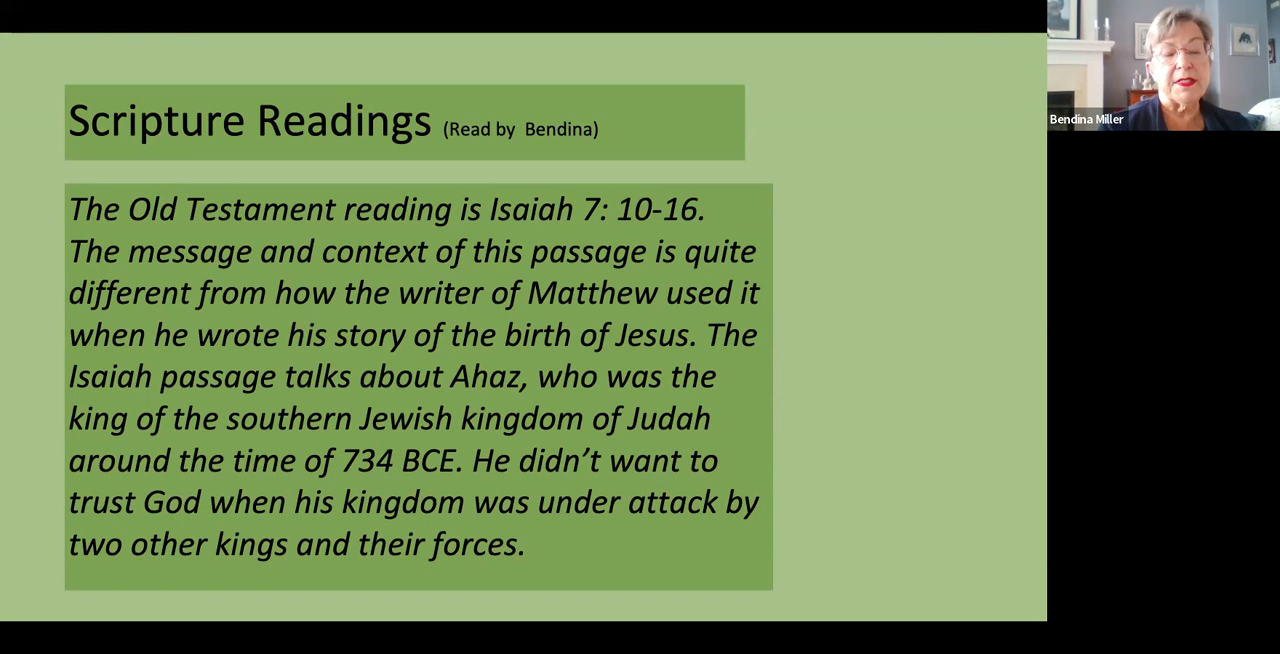 Scripture Readings (Read by Bendina)
The Old Testament reading is Isaiah 7: 10-16.
The message and context of this passage is quite
different from how the writer of Matthew used it
when he wrote his story of the birth of Jesus. The
Isaiah passage talks about Ahaz, who was the
king of the southern Jewish kingdom of Judah
around the time of 734 BCE. He didn’t want to
trust God when his kingdom was under attack by
two other kings and their forces.
Bendina Miller